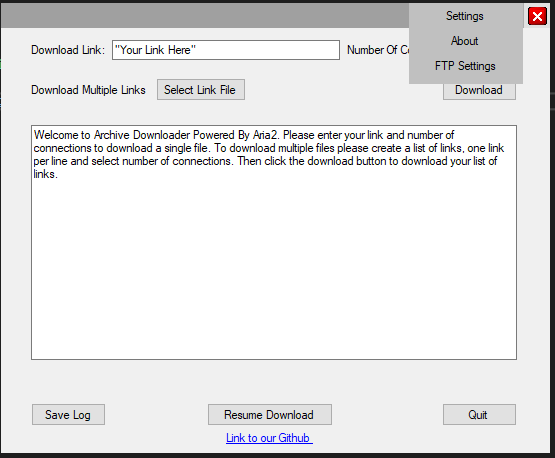 Settings
About
FTP Settings
Download Link: "Your Link Here" Number Of
Download Multiple Links Select Link File Download
Welcome to Archive Downloader Powered By Aria2. Please enter your link and number of
connections to download a single file. To download multiple files please create a list of links, one link
per line and select number of connections. Then click the download button to download your list of
links.
Save Log Resume Download Quit
Link to our Github